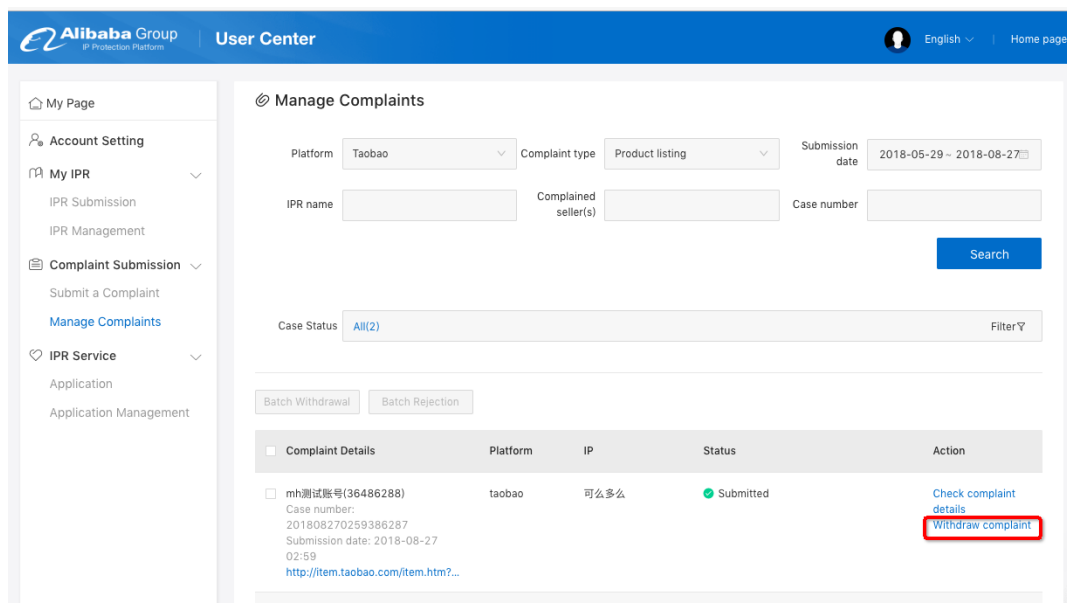 Alibaba Group
IP Protection Platform
User Center
English
Home page
My Page
Account Setting
My IPR
IPR Submission
IPR Management
Complaint Submission
Submit a Complaint
Manage Complaints
IPR Service
Application
Application Management
Manage Complaints
Platform
Taobao
Complaint type
Product listing
Submission
date
2018-05-29 ~ 2018-08-27
IPR name
Complained
seller(s)
Case number
Search
Case Status
All(2)
Filter
Batch Withdrawal
Batch Rejection
Complaint Details
Platform
IP
Status
Action
mh测试账号(36486288)
Case number:
201808270259386287
Submission date: 2018-08-27
02:59
http://item.taobao.com/item.htm?...
taobao
可么多么
Submitted
Check complaint
details
Withdraw complaint